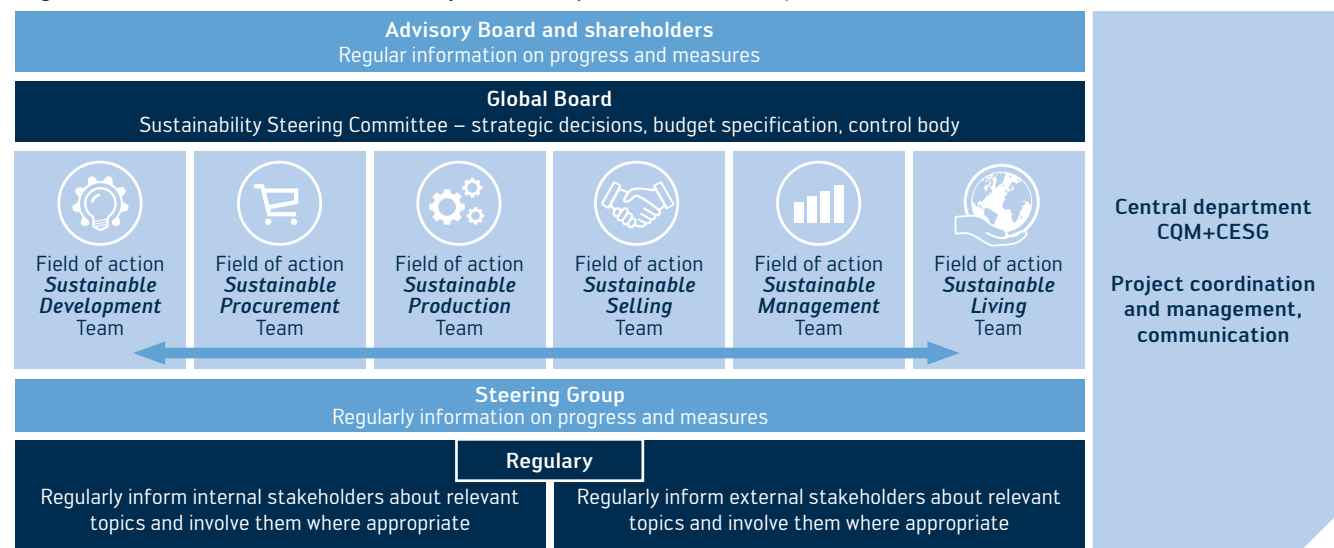 Advisory Board and shareholders
Regular information on progress and measures
Global Board
Sustainability Steering Committee – strategic decisions, budget specification, control body
Field of action
Sustainable
Development
Team
Field of action
Sustainable
Procurement
Team
Field of action
Sustainable
Production
Team
Field of action
Sustainable
Selling
Team
Field of action
Sustainable
Management
Team
Field of action
Sustainable
Living
Team
Steering Group
Regularly information on progress and measures
Regulary
Regularly inform internal stakeholders about relevant
topics and involve them where appropriate
Regularly inform external stakeholders about relevant
topics and involve them where appropriate
Central department
CQM+CESG
Project coordination
and management,
communication